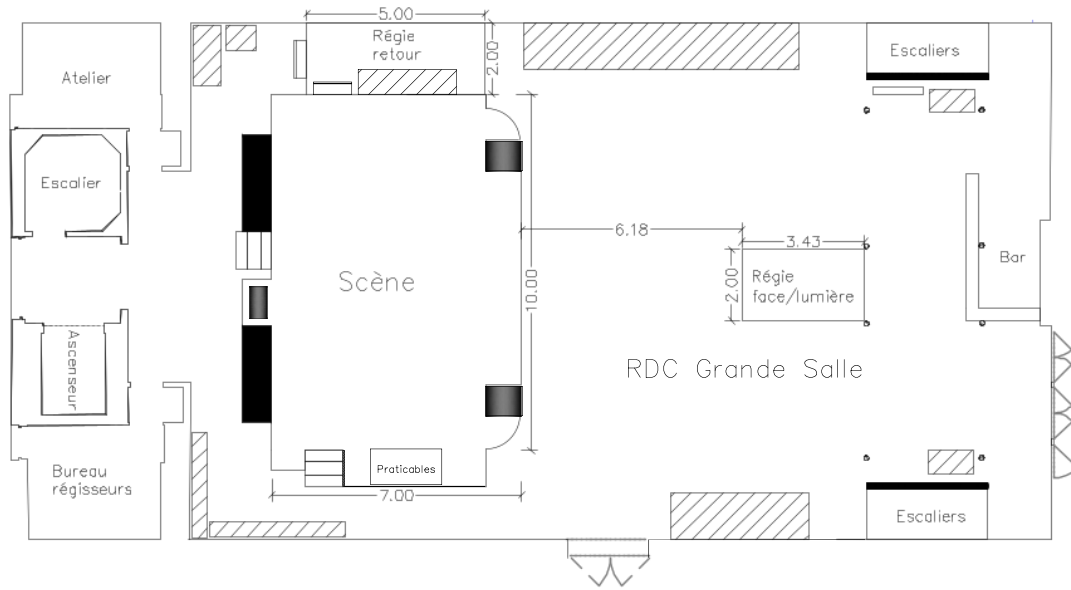 5.00
Régie
retour
2.00
Escaliers
Atelier
Escalier
6.18
3.43
Scène
10.00
2.00
Régie
face/lumière
Bar
Ascenseur
RDC Grande Salle
Bureau
régisseurs
Praticables
7.00
Escaliers